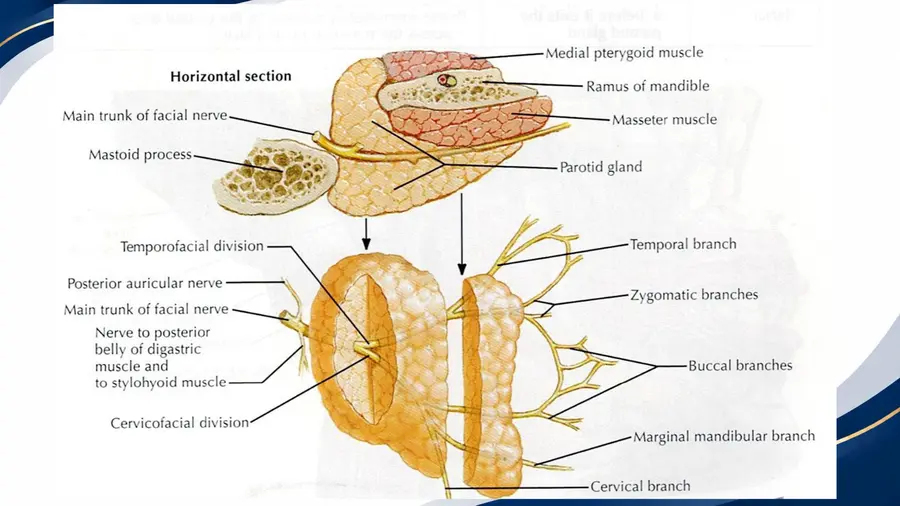 Horizontal section
Medial pterygoid muscle
Ramus of mandible
Main trunk of facial nerve
Masseter muscle
Mastoid process
Parotid gland
Temporofacial division
Temporal branch
Posterior auricular nerve
Zygomatic branches
Main trunk of facial nerve
Nerve to posterior
belly of digastric
muscle and
to stylohyoid muscle
Buccal branches
Cervicofacial division
Marginal mandibular branch
Cervical branch